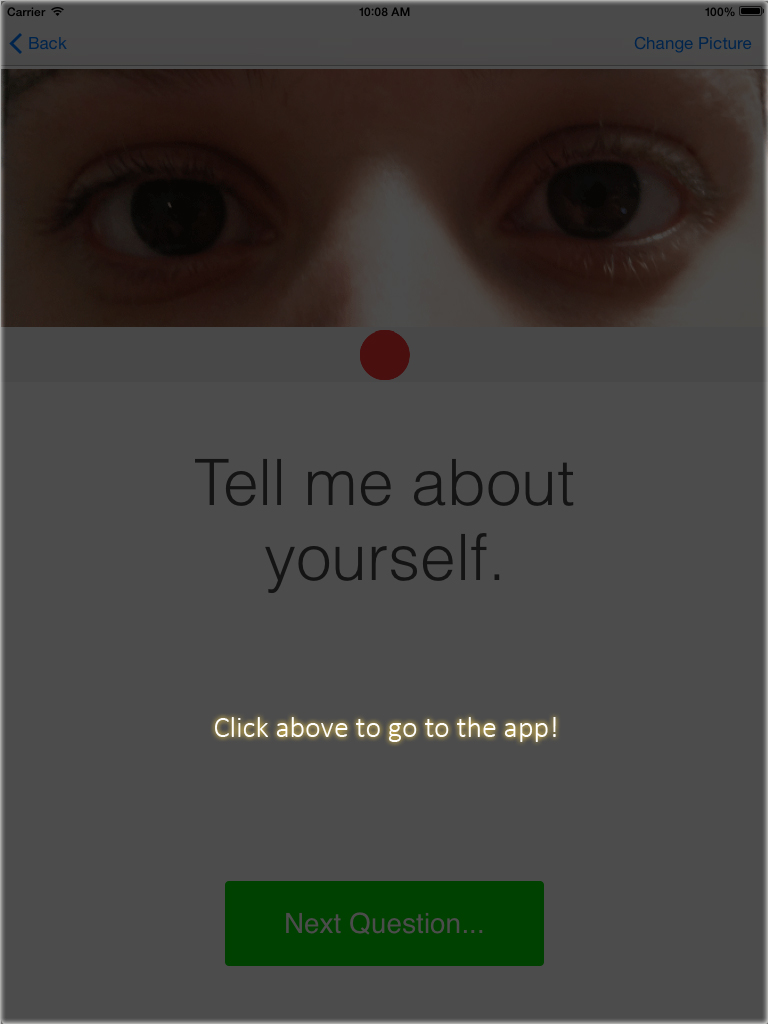 Carrier 10:08 AM 100%
Back Change Picture
Tell me about
yourself.
Click above to go to the app!
Next Question...